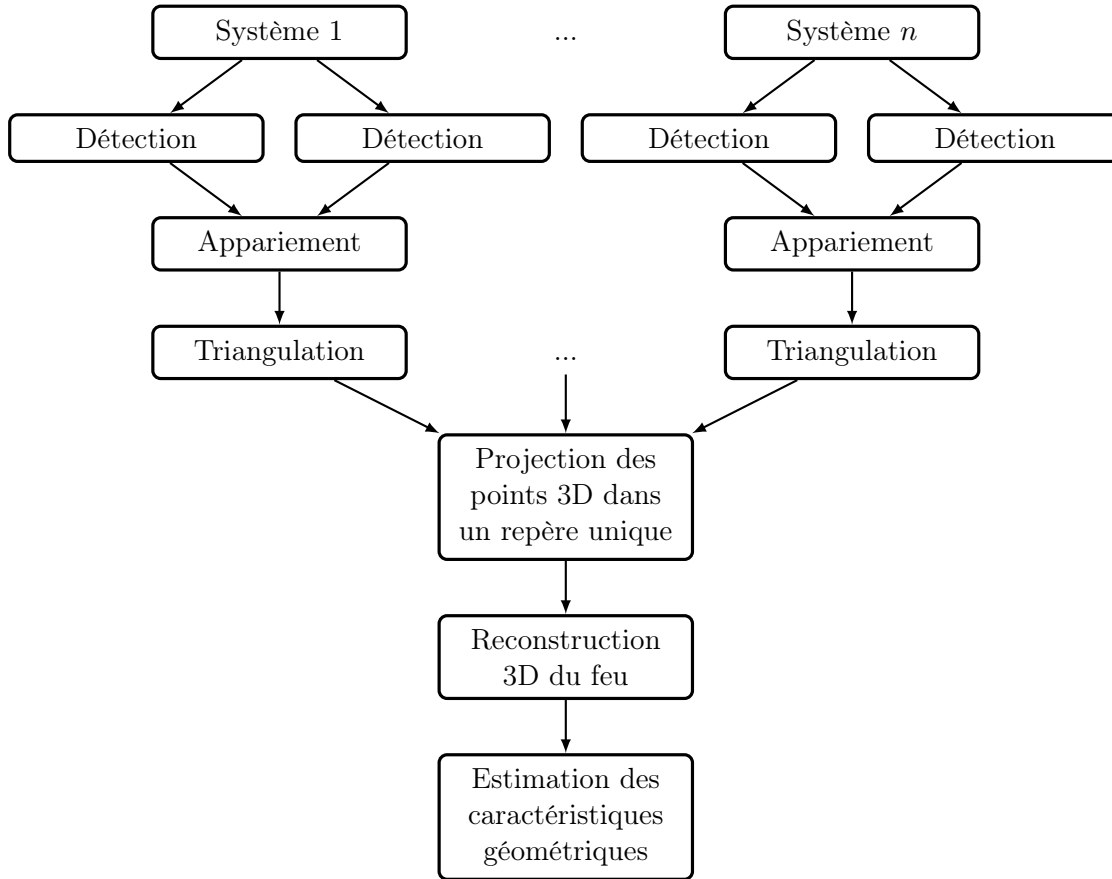 Système 1
...
Système n
Détection
Détection
Détection
Détection
Appariement
Appariement
Triangulation
...
Triangulation
Projection des
points 3D dans
un repère unique
Reconstruction
3D du feu
Estimation des
caractéristiques
géométriques